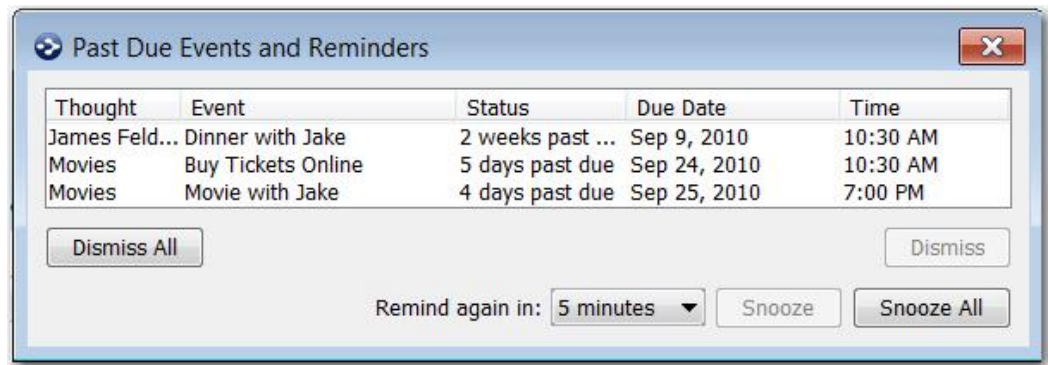 Past Due Events and Reminders
Thought Event Status Due Date Time
James Feld... Dinner with Jake 2 weeks past ... Sep 9, 2010 10:30 AM
Movies Buy Tickets Online 5 days past due Sep 24, 2010 10:30 AM
Movies Movie with Jake 4 days past due Sep 25, 2010 7:00 PM
Dismiss All Dismiss
Remind again in: 5 minutes Snooze Snooze All